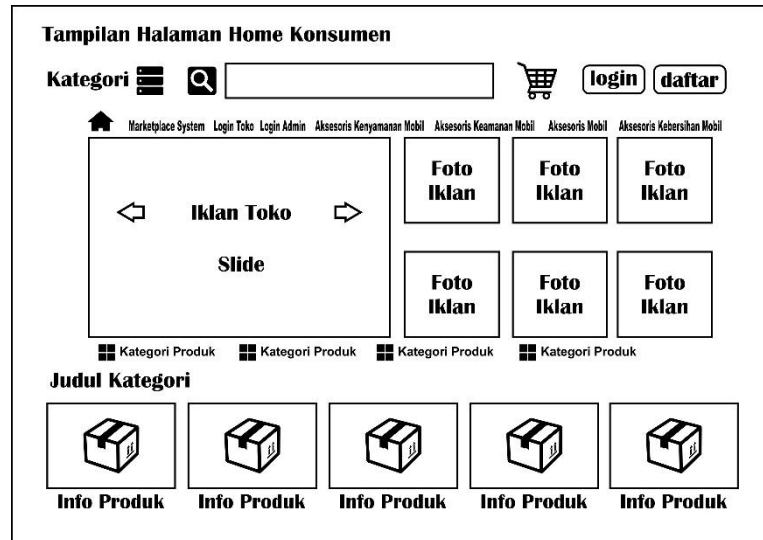 Tampilan Halaman Home Konsumen
Kategori login daftar
Marketplace System Login Toko Login Admin Aksesoris Kenyamanan Mobil Aksesoris Keamanan Mobil Aksesoris Mobil Aksesoris Kebersihan Mobil
Iklan Toko
Slide
Foto Iklan
Foto Iklan
Foto Iklan
Foto Iklan
Foto Iklan
Foto Iklan
Kategori Produk Kategori Produk Kategori Produk Kategori Produk
Judul Kategori
Info Produk Info Produk Info Produk Info Produk Info Produk